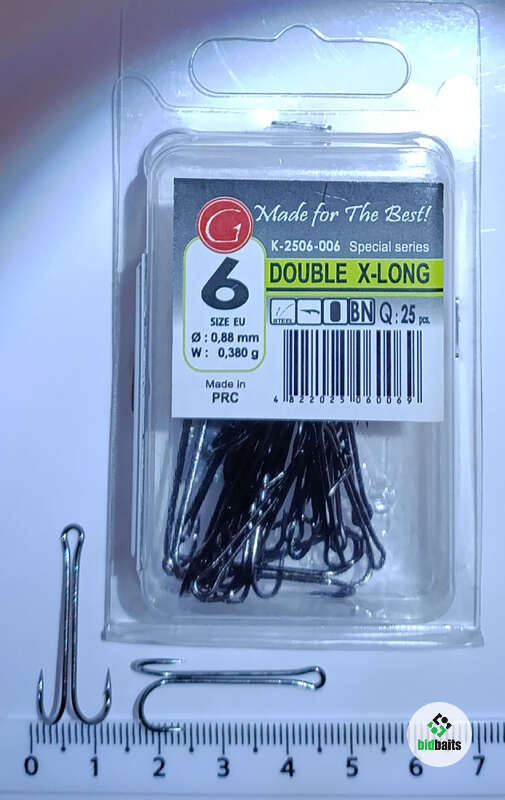 G Made for The Best!
K-2506-006 Special series
6 DOUBLE X-LONG
SIZE EU
STEEL BN Q : 25 pcs.
Ø : 0,88 mm
W : 0,380 g
Made in
PRC
4 822025 060069
bidbaits
0 1 2 3 4 5 6 7